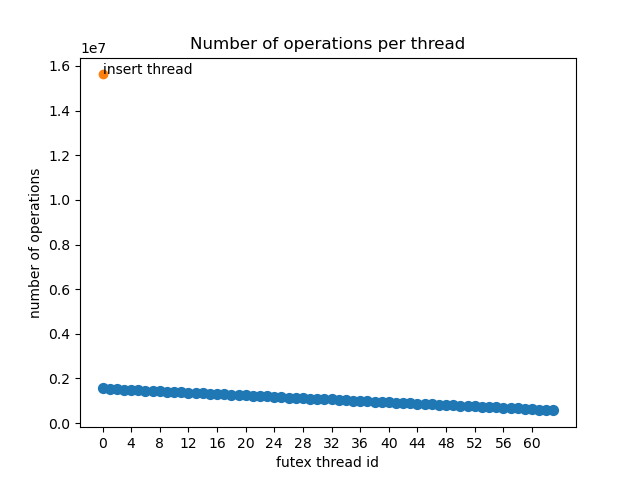 Number of operations per thread
1e7
insert thread
1.6
1.4
1.2
1.0
0.8
0.6
0.4
0.2
0.0
number of operations
0 4 8 12 16 20 24 28 32 36 40 44 48 52 56 60
futex thread id